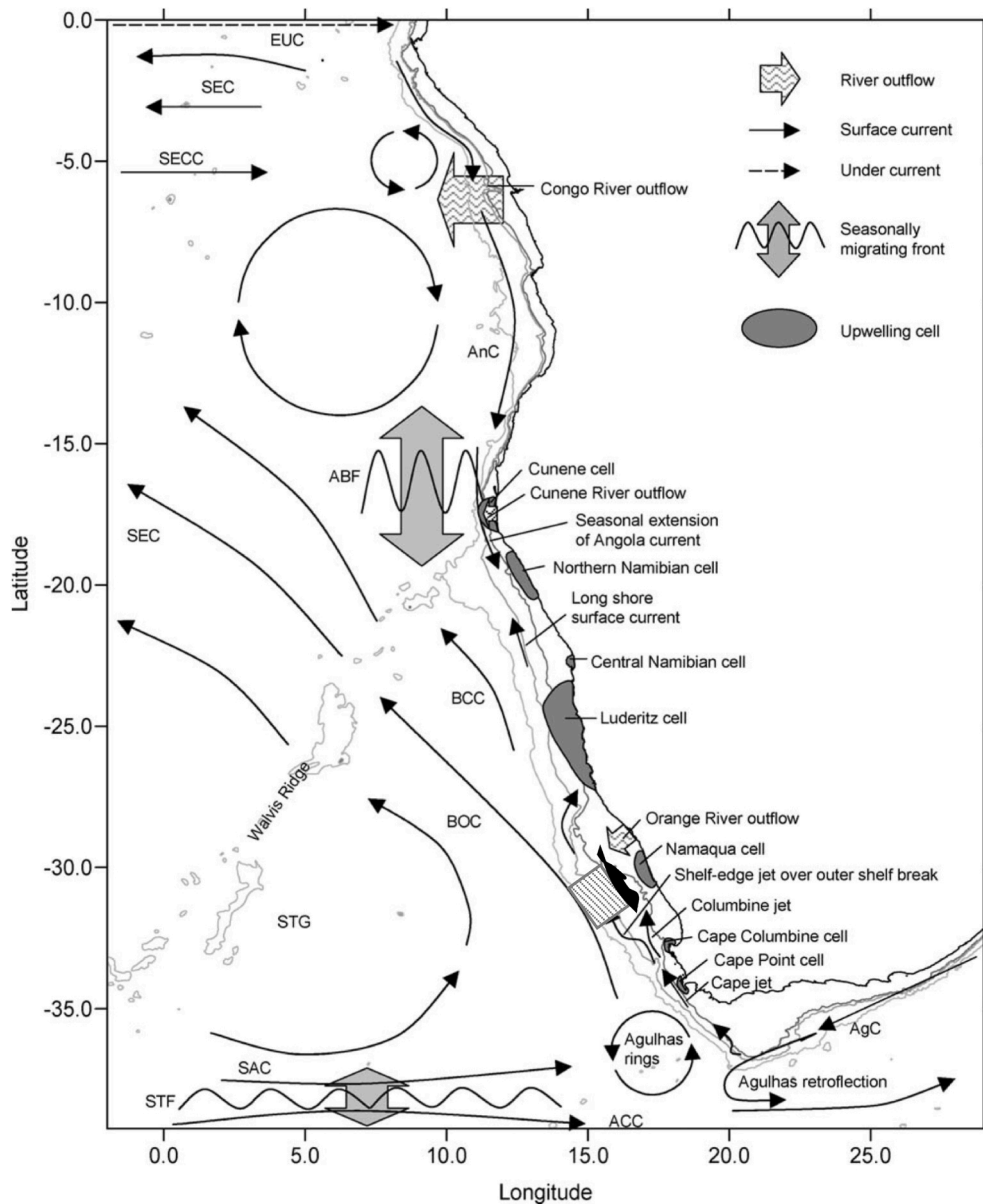 0.0
EUC
SEC
SECC
-5.0
-10.0
-15.0
-20.0
-25.0
-30.0
-35.0
Latitude
River outflow
Surface current
Under current
Seasonally
migrating front
Upwelling cell
Congo River outflow
AnC
ABF
SEC
Cunene cell
Cunene River outflow
Seasonal extension
of Angola current
Northern Namibian cell
Long shore
surface current
Central Namibian cell
BCC
Luderitz cell
Walvis Ridge
BOC
Orange River outflow
Namaqua cell
Shelf-edge jet over outer shelf break
STG
Columbine jet
Cape Columbine cell
Cape Point cell
Cape jet
AgC
Agulhas
rings
Agulhas retroflection
SAC
STF
ACC
0.0 5.0 10.0 15.0 20.0 25.0
Longitude